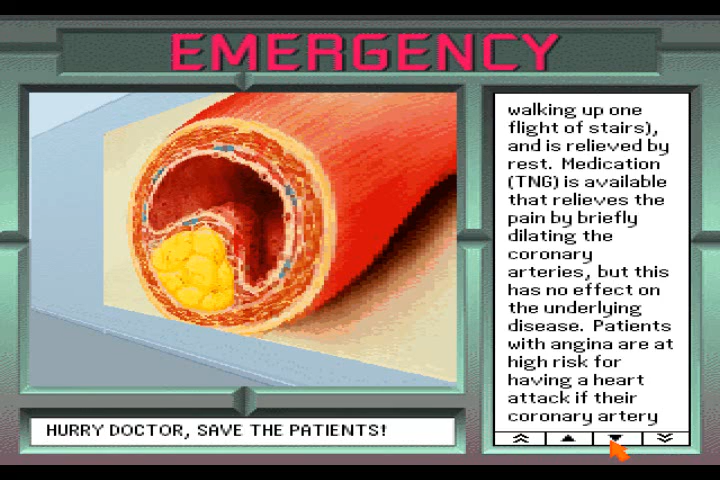 EMERGENCY
walking up one
flight of stairs),
and is relieved by
rest. Medication
(TNG) is available
that relieves the
pain by briefly
dilating the
coronary
arteries, but this
has no effect on
the underlying
disease. Patients
with angina are at
high risk for
having a heart
attack if their
coronary artery
HURRY DOCTOR, SAVE THE PATIENTS!